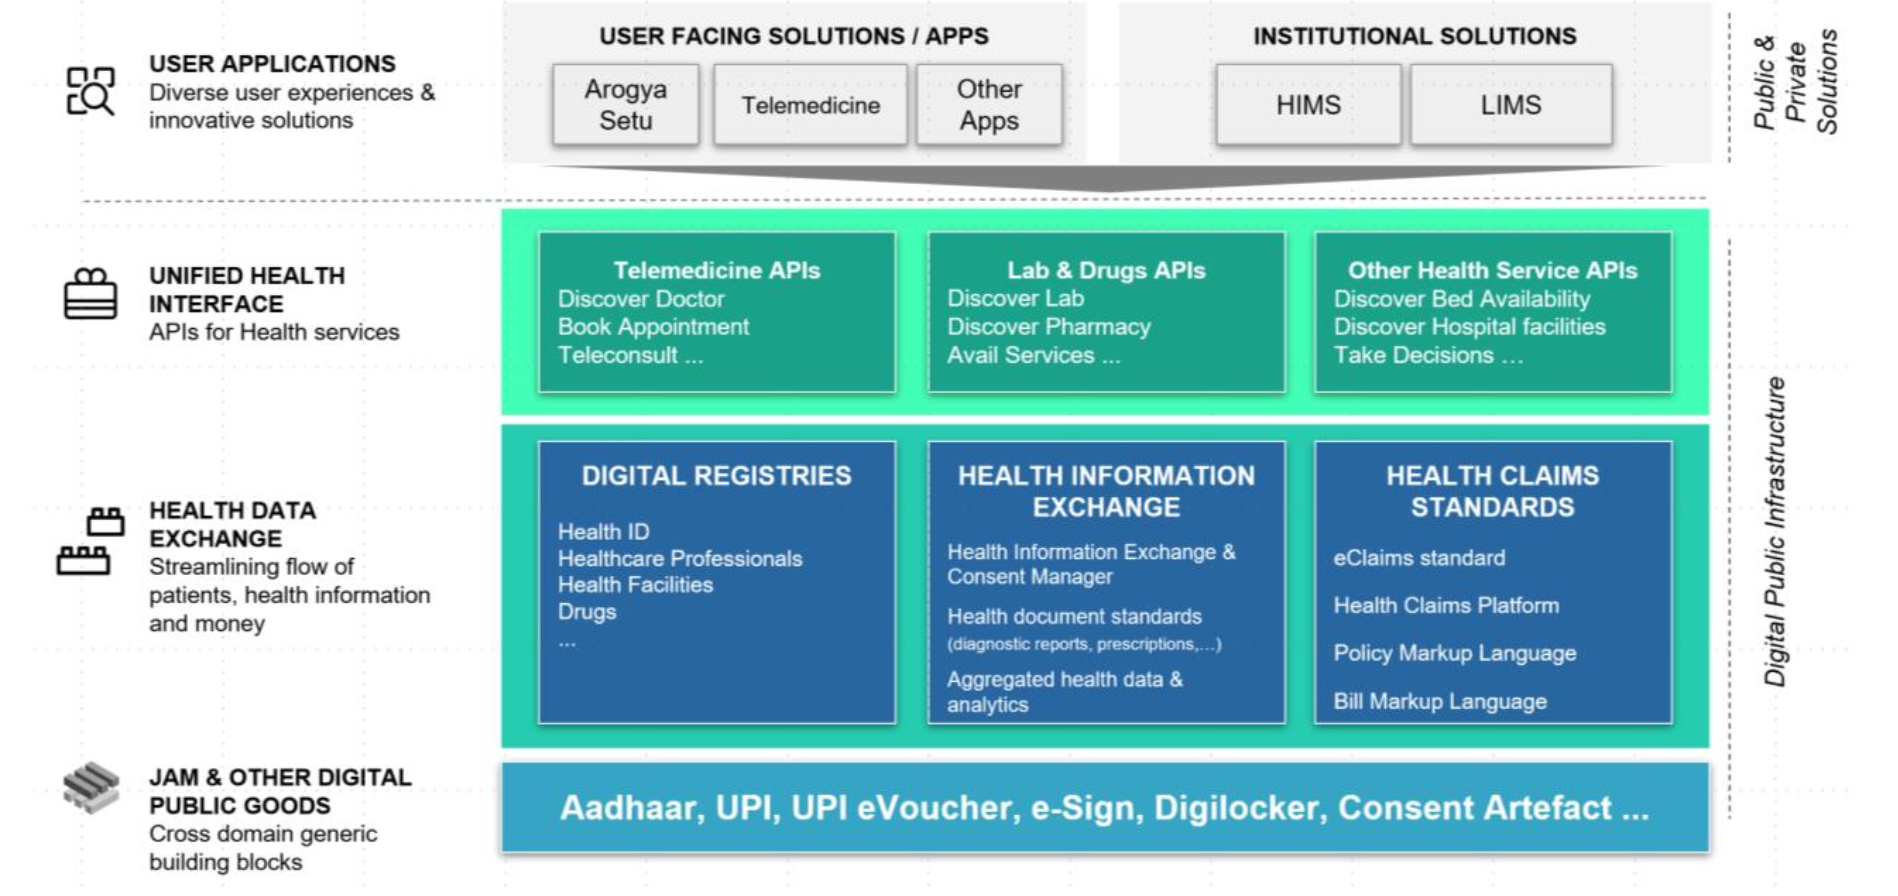 USER APPLICATIONS
Diverse user experiences &
innovative solutions
USER FACING SOLUTIONS / APPS
Arogya
Setu
Telemedicine
Other
Apps
INSTITUTIONAL SOLUTIONS
HIMS
LIMS
Public &
Private
Solutions
UNIFIED HEALTH
INTERFACE
APIs for Health services
Telemedicine APIs
Discover Doctor
Book Appointment
Teleconsult ...
Lab & Drugs APIs
Discover Lab
Discover Pharmacy
Avail Services ...
Other Health Service APIs
Discover Bed Availability
Discover Hospital facilities
Take Decisions ...
HEALTH DATA
EXCHANGE
Streamlining flow of
patients, health information
and money
DIGITAL REGISTRIES
Health ID
Healthcare Professionals
Health Facilities
Drugs
...
HEALTH INFORMATION
EXCHANGE
Health Information Exchange &
Consent Manager
Health document standards
(diagnostic reports, prescriptions,...)
Aggregated health data &
analytics
HEALTH CLAIMS
STANDARDS
eClaims standard
Health Claims Platform
Policy Markup Language
Bill Markup Language
Digital Public Infrastructure
JAM & OTHER DIGITAL
PUBLIC GOODS
Cross domain generic
building blocks
Aadhaar, UPI, UPI eVoucher, e-Sign, Digilocker, Consent Artefact ...